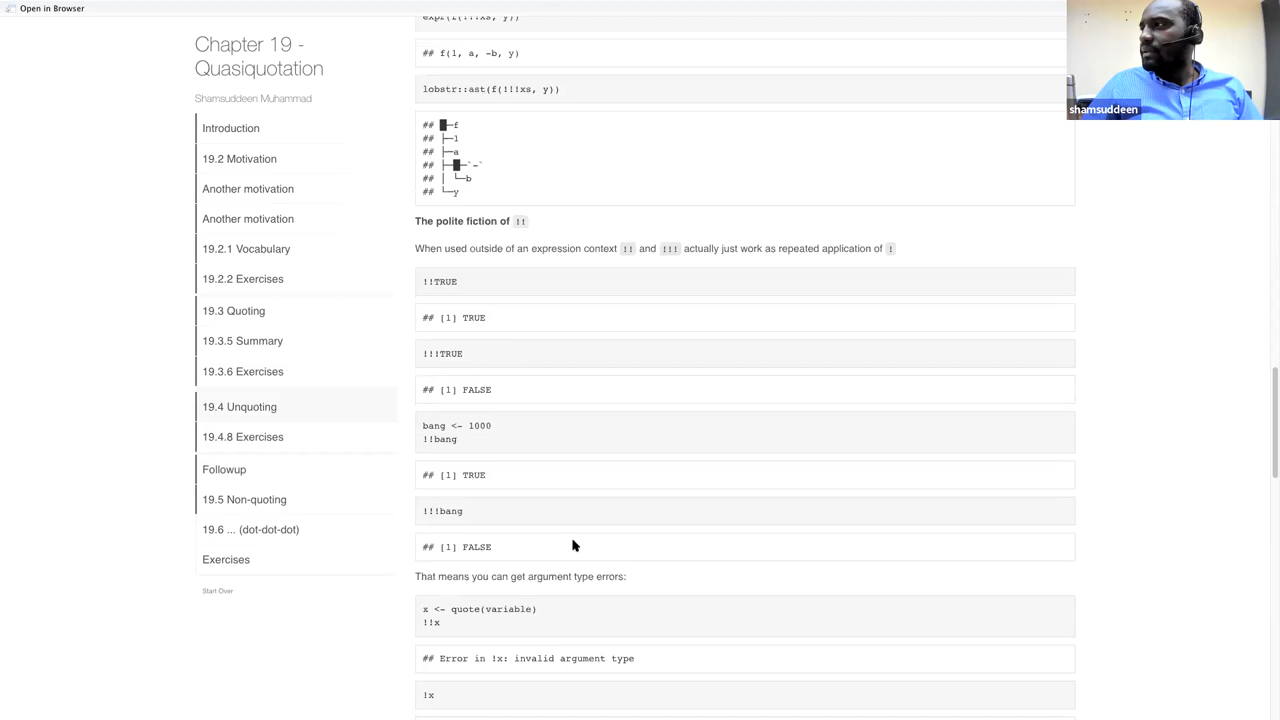 Open in Browser
Chapter 19 -
Quasiquotation
Shamsuddeen Muhammad
Introduction
19.2 Motivation
Another motivation
Another motivation
19.2.1 Vocabulary
19.2.2 Exercises
19.3 Quoting
19.3.5 Summary
19.3.6 Exercises
19.4 Unquoting
19.4.8 Exercises
Followup
19.5 Non-quoting
19.6 ... (dot-dot-dot)
Exercises
Start Over
expr(f(!!!xs, y))
## f(1, a, -b, y)
lobstr::ast(f(!!!xs, y))
## █─f
## ├─1
## ├─a
## ├─█─`-`
## │ └─b
## └─y
The polite fiction of !!
When used outside of an expression context !! and !!! actually just work as repeated application of !
!!TRUE
## [1] TRUE
!!!TRUE
## [1] FALSE
bang <- 1000
!!bang
## [1] TRUE
!!!bang
## [1] FALSE
That means you can get argument type errors:
x <- quote(variable)
!!x
## Error in !x: invalid argument type
!x
shamsuddeen